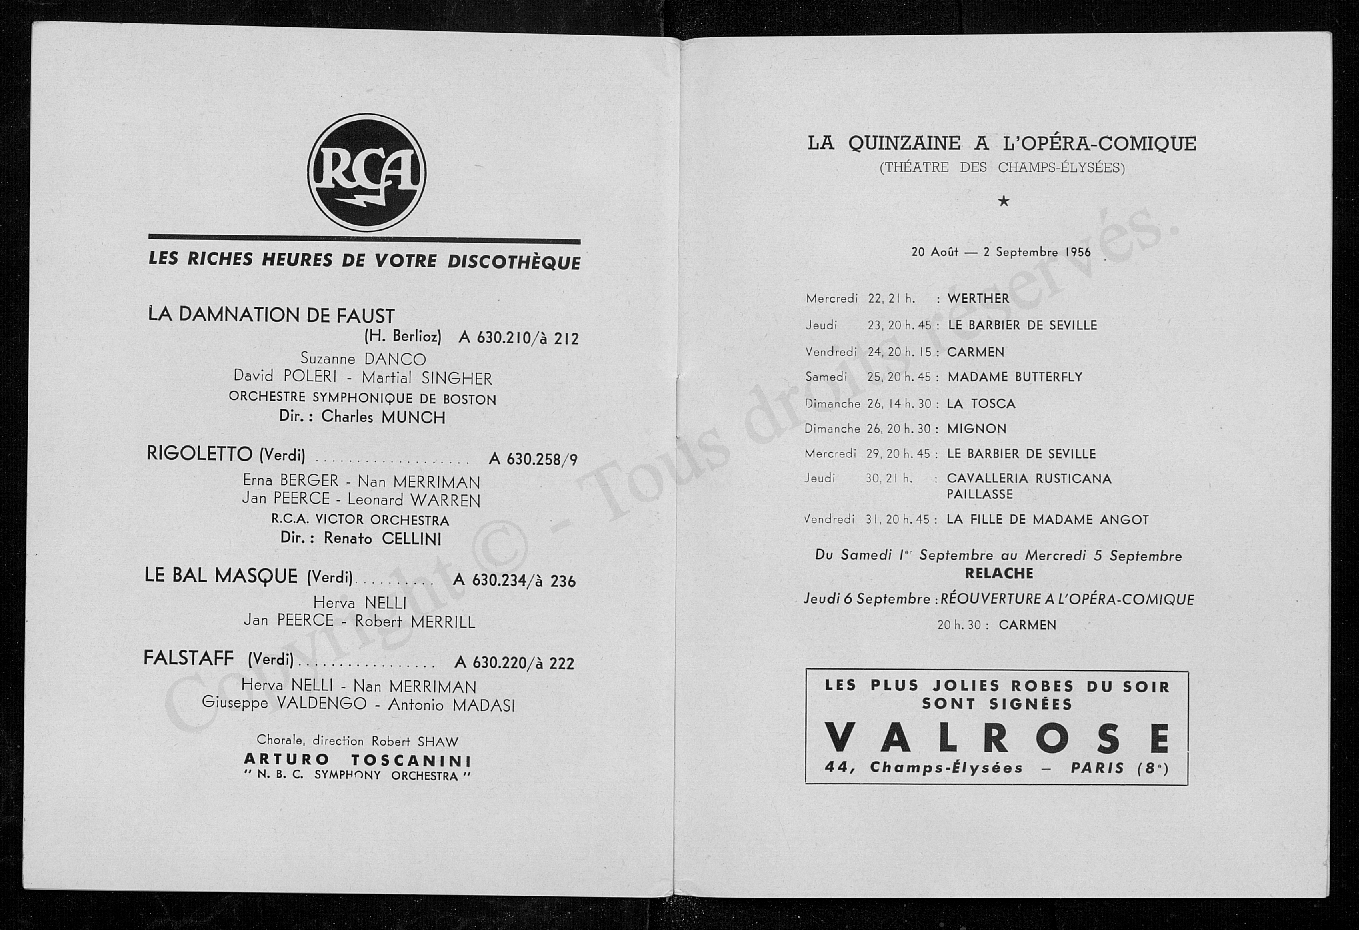 RCA
LES RICHES HEURES DE VOTRE DISCOTHÈQUE
LA DAMNATION DE FAUST
(H. Berlioz) A 630.210/à 212
Suzanne DANCO
David POLERI - Martial SINGHER
ORCHESTRE SYMPHONIQUE DE BOSTON
Dir. : Charles MUNCH
RIGOLETTO (Verdi) ................... A 630.258/9
Erna BERGER - Nan MERRIMAN
Jan PEERCE - Leonard WARREN
R.C.A. VICTOR ORCHESTRA
Dir. : Renato CELLINI
LE BAL MASQUE (Verdi).......... A 630.234/à 236
Herva NELLI
Jan PEERCE - Robert MERRILL
FALSTAFF (Verdi)................. A 630.220/à 222
Herva NELLI - Nan MERRIMAN
Giuseppe VALDENGO - Antonio MADASI
Chorale, direction Robert SHAW
ARTURO TOSCANINI
" N. B. C. SYMPHONY ORCHESTRA "
LA QUINZAINE A L'OPÉRA-COMIQUE
(THÉATRE DES CHAMPS-ÉLYSÉES)
★
20 Août — 2 Septembre 1956
Mercredi 22, 21 h. : WERTHER
Jeudi 23, 20 h. 45 : LE BARBIER DE SEVILLE
Vendredi 24, 20 h. 15 : CARMEN
Samedi 25, 20 h. 45 : MADAME BUTTERFLY
Dimanche 26, 14 h. 30 : LA TOSCA
Dimanche 26, 20 h. 30 : MIGNON
Mercredi 29, 20 h. 45 : LE BARBIER DE SEVILLE
Jeudi 30, 21 h. : CAVALLERIA RUSTICANA
PAILLASSE
Vendredi 31, 20 h. 45 : LA FILLE DE MADAME ANGOT
Du Samedi 1er Septembre au Mercredi 5 Septembre
RELACHE
Jeudi 6 Septembre : RÉOUVERTURE A L'OPÉRA-COMIQUE
20 h. 30 : CARMEN
LES PLUS JOLIES ROBES DU SOIR
SONT SIGNÉES
VALROSE
44, Champs-Élysées — PARIS (8e)
Copyright © - Tous droits réservés.